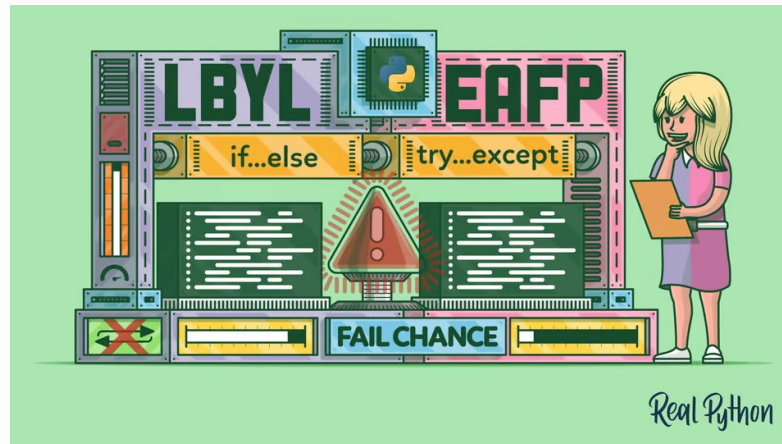 LBYL
EAFP
if...else
try...except
!
FAIL CHANCE
Real Python